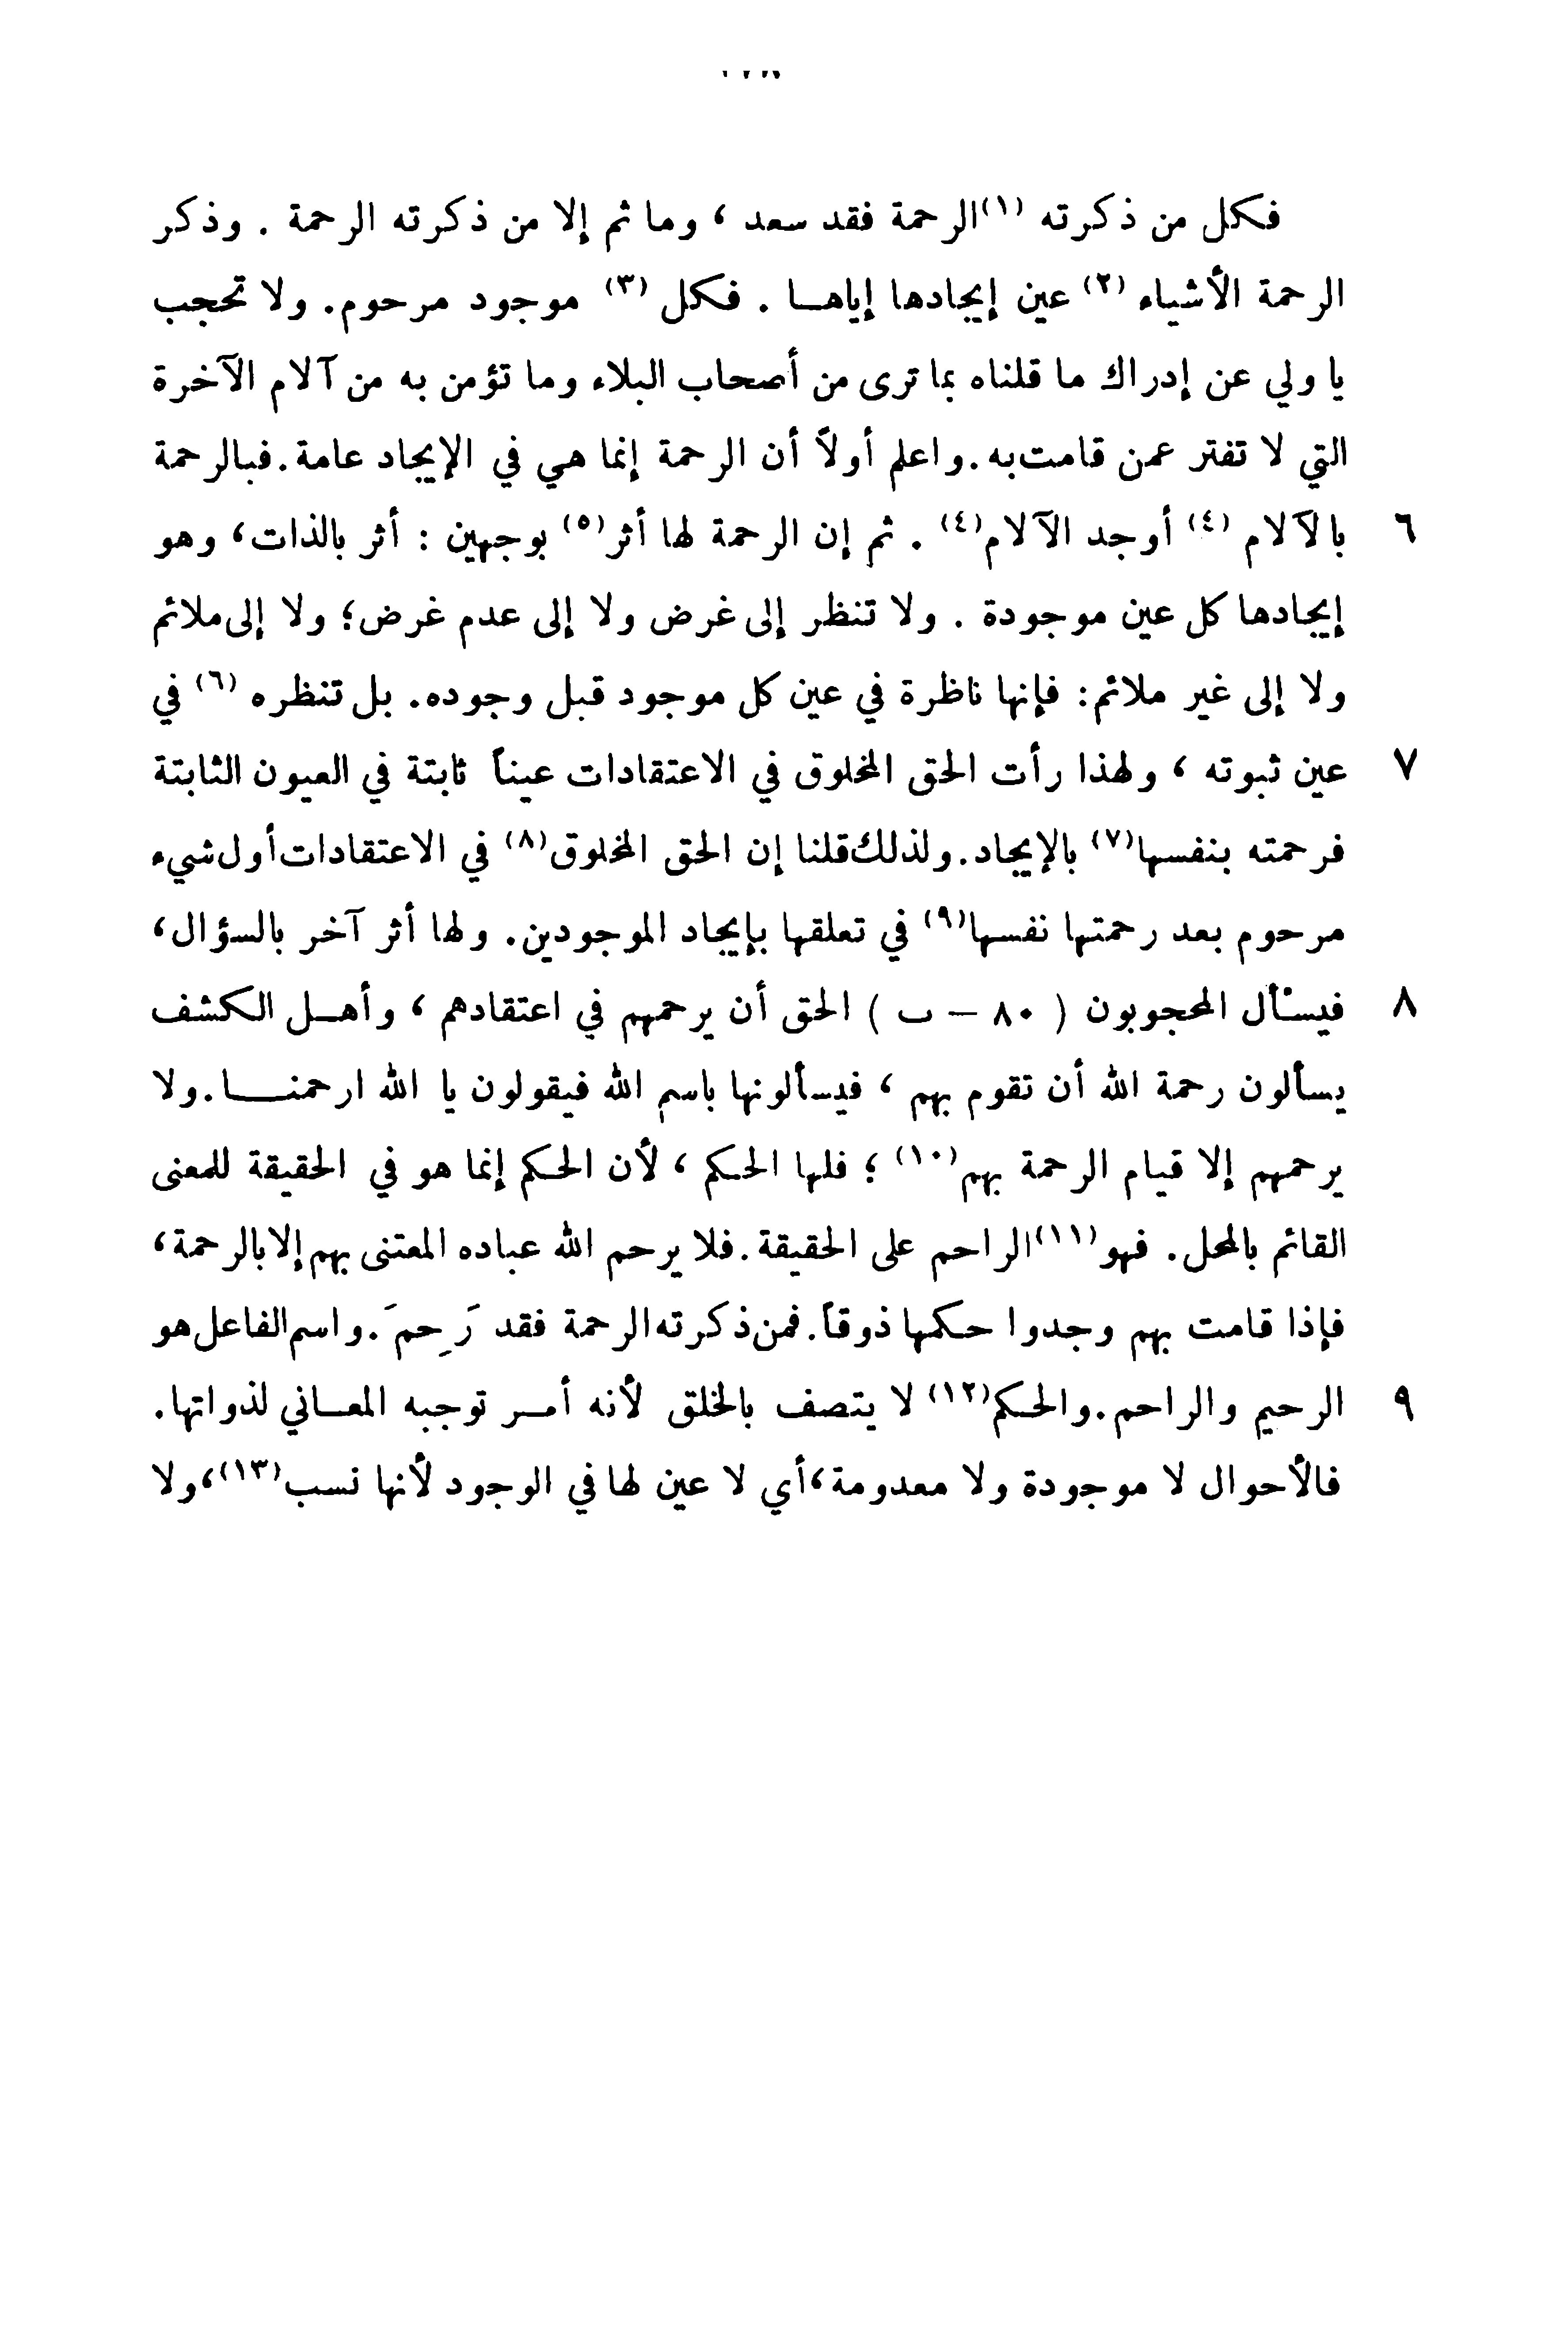 فكل من ذكرته (١) الرحمة فقد سعد ، وما ثم إلا من ذكرته الرحمة . وذكر
الرحمة الأشياء (٢) عين إيجادها إياهـا . فكل (٣) موجود مرحوم. ولا تحجب
يا ولي عن إدراك ما قلناه بما ترى من أصحاب البلاء وما تؤمن به من آلام الآخرة
التي لا تفتر عمن قامت به. واعلم أولاً أن الرحمة إنما هي في الإيجاد عامة. فبالرحمة
٦ بالآلام (٤) أوجد الآلام (٤) . ثم إن الرحمة لها أثر (٥) بوجهين : أثر بالذات، وهو
إيجادها كل عين موجودة . ولا تنظر إلى غرض ولا إلى عدم غرض؛ ولا إلى ملائم
ولا إلى غير ملائم: فإنها ناظرة في عين كل موجود قبل وجوده. بل تنظره (٦) في
٧ عين ثبوته ، ولهذا رأت الحق المخلوق في الاعتقادات عيناً ثابتة في العيون الثابتة
فرحمته بنفسها (٧) بالإيجاد. ولذلك قلنا إن الحق المخلوق (٨) في الاعتقادات أول شيء
مرحوم بعد رحمتها نفسها (٩) في تعلقها بإيجاد الموجودين. ولها أثر آخر بالسؤال،
٨ فيسْأل المحجوبون ( ٨٠ – ب ) الحق أن يرحمهم في اعتقادهم ، وأهـل الكشف
يسألون رحمة الله أن تقوم بهم ، فيسألونها باسم الله فيقولون يا الله ارحمنـــا. ولا
يرحمهم إلا قيام الرحمة بهم (١٠) ؛ فلها الحكم ، لأن الحكم إنما هو في الحقيقة للمعنى
القائم بالمحل. فهو (١١) الراحم على الحقيقة. فلا يرحم الله عباده المعتنى بهم إلا بالرحمة،
فإذا قامت بهم وجدوا حكمها ذوقاً. فمن ذكرته الرحمة فقد رَحِمَ. واسم الفاعل هو
٩ الرحيم والراحم. والحكم (١٢) لا يتصف بالخلق لأنه أمـر توجبه المعـاني لذواتها.
فالأحوال لا موجودة ولا معدومة، أي لا عين لها في الوجود لأنها نسب (١٣)، ولا